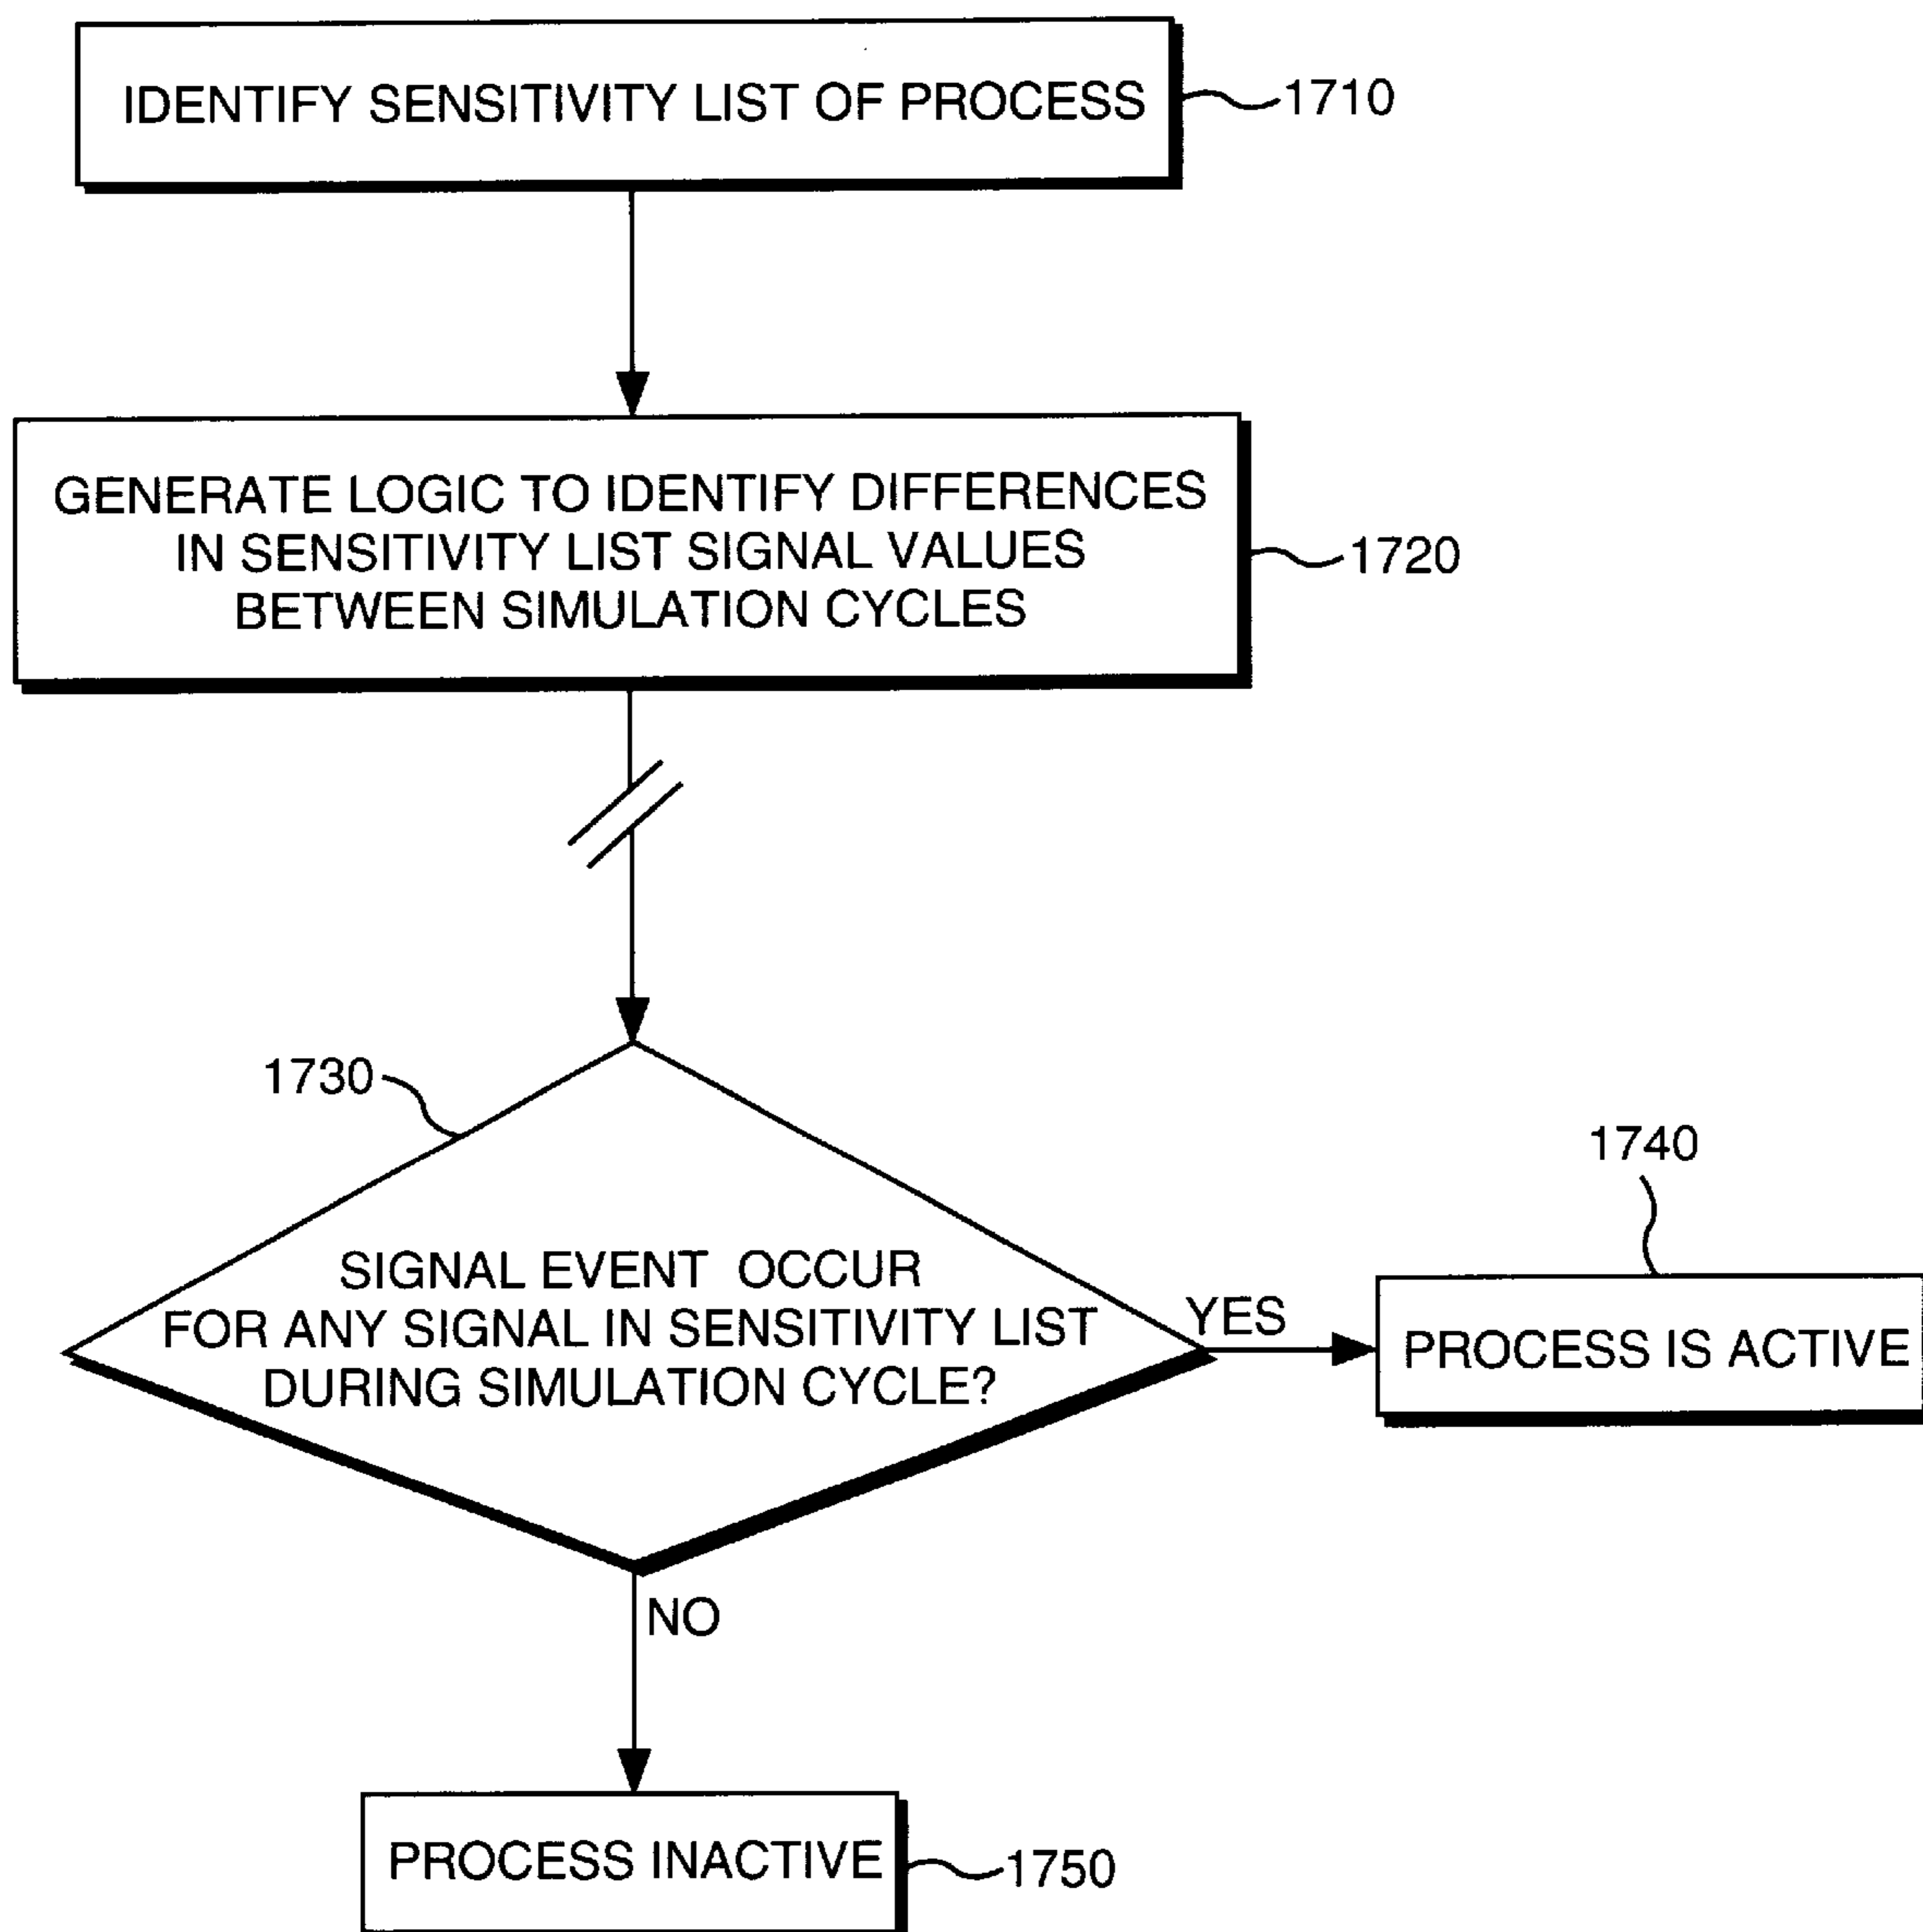 IDENTIFY SENSITIVITY LIST OF PROCESS
1710
GENERATE LOGIC TO IDENTIFY DIFFERENCES
IN SENSITIVITY LIST SIGNAL VALUES
BETWEEN SIMULATION CYCLES
1720
1730
SIGNAL EVENT OCCUR
FOR ANY SIGNAL IN SENSITIVITY LIST
DURING SIMULATION CYCLE?
YES
1740
PROCESS IS ACTIVE
NO
PROCESS INACTIVE
1750